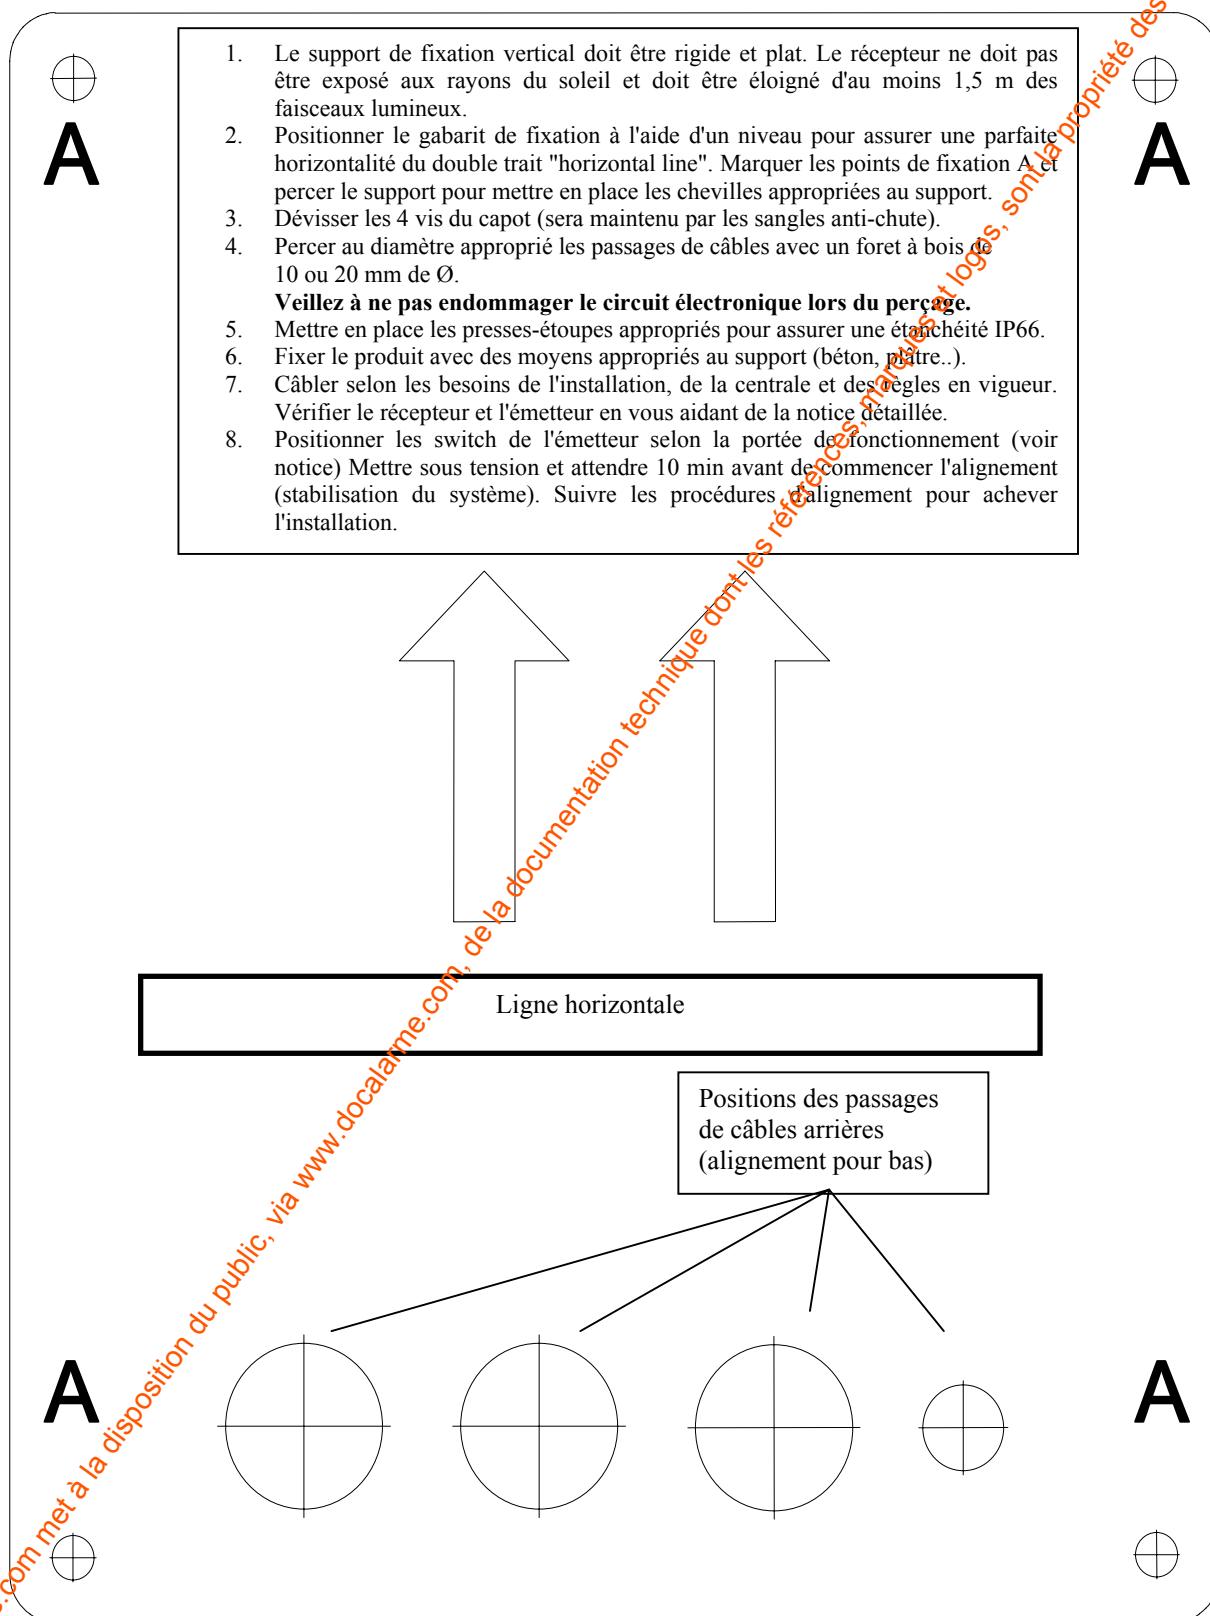 1. Le support de fixation vertical doit être rigide et plat. Le récepteur ne doit pas
être exposé aux rayons du soleil et doit être éloigné d'au moins 1,5 m des
faisceaux lumineux.
2. Positionner le gabarit de fixation à l'aide d'un niveau pour assurer une parfaite
horizontalité du double trait "horizontal line". Marquer les points de fixation A et
percer le support pour mettre en place les chevilles appropriées au support.
3. Dévisser les 4 vis du capot (sera maintenu par les sangles anti-chute).
4. Percer au diamètre approprié les passages de câbles avec un foret à bois de
10 ou 20 mm de Ø.
Veillez à ne pas endommager le circuit électronique lors du perçage.
5. Mettre en place les presses-étoupes appropriés pour assurer une étanchéité IP66.
6. Fixer le produit avec des moyens appropriés au support (béton, plâtre..).
7. Câbler selon les besoins de l'installation, de la centrale et des règles en vigueur.
Vérifier le récepteur et l'émetteur en vous aidant de la notice détaillée.
8. Positionner les switch de l'émetteur selon la portée de fonctionnement (voir
notice) Mettre sous tension et attendre 10 min avant de commencer l'alignement
(stabilisation du système). Suivre les procédures d'alignement pour achever
l'installation.
A
A
Ligne horizontale
Positions des passages
de câbles arrières
(alignement pour bas)
A
A
.com met à la disposition du public, via www.docalarme.com, de la documentation technique dont les références, marques et logos, sont la propriété des